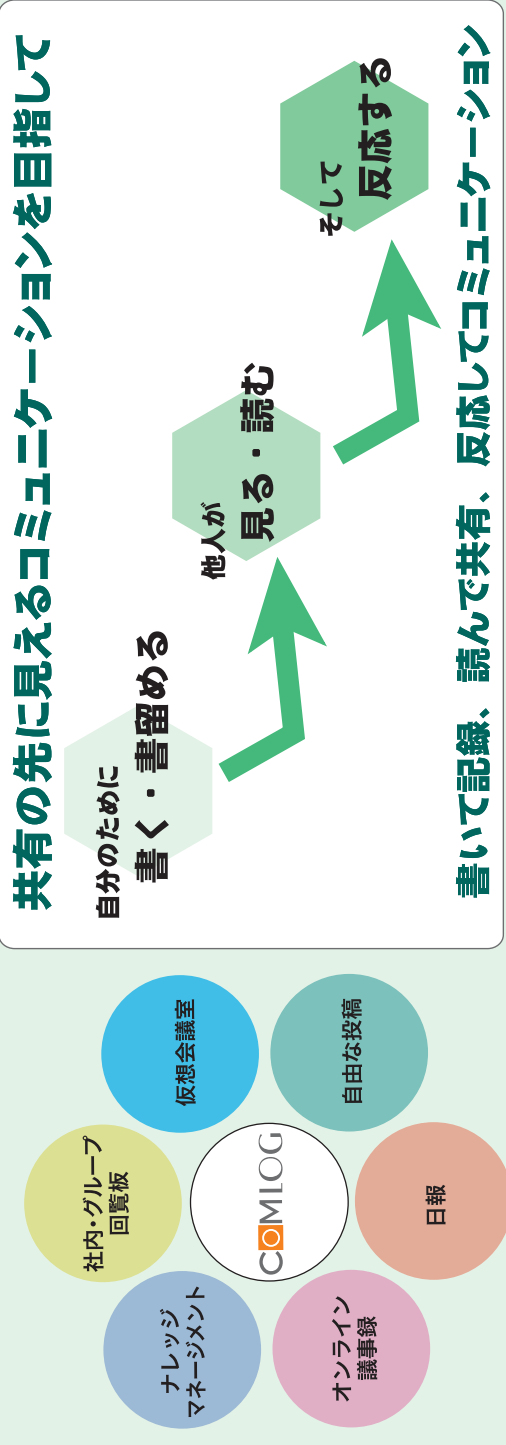 共有の先に見えるコミュニケーションを目指して
自分のために
書く・書留める
他人が
見る・読む
そして
反応する
書いて記録、読んで共有、反応してコミュニケーション
社内・グループ
回覧板
仮想会議室
ナレッジ
マネージメント
COMLOG
自由な投稿
オンライン
議事録
日報